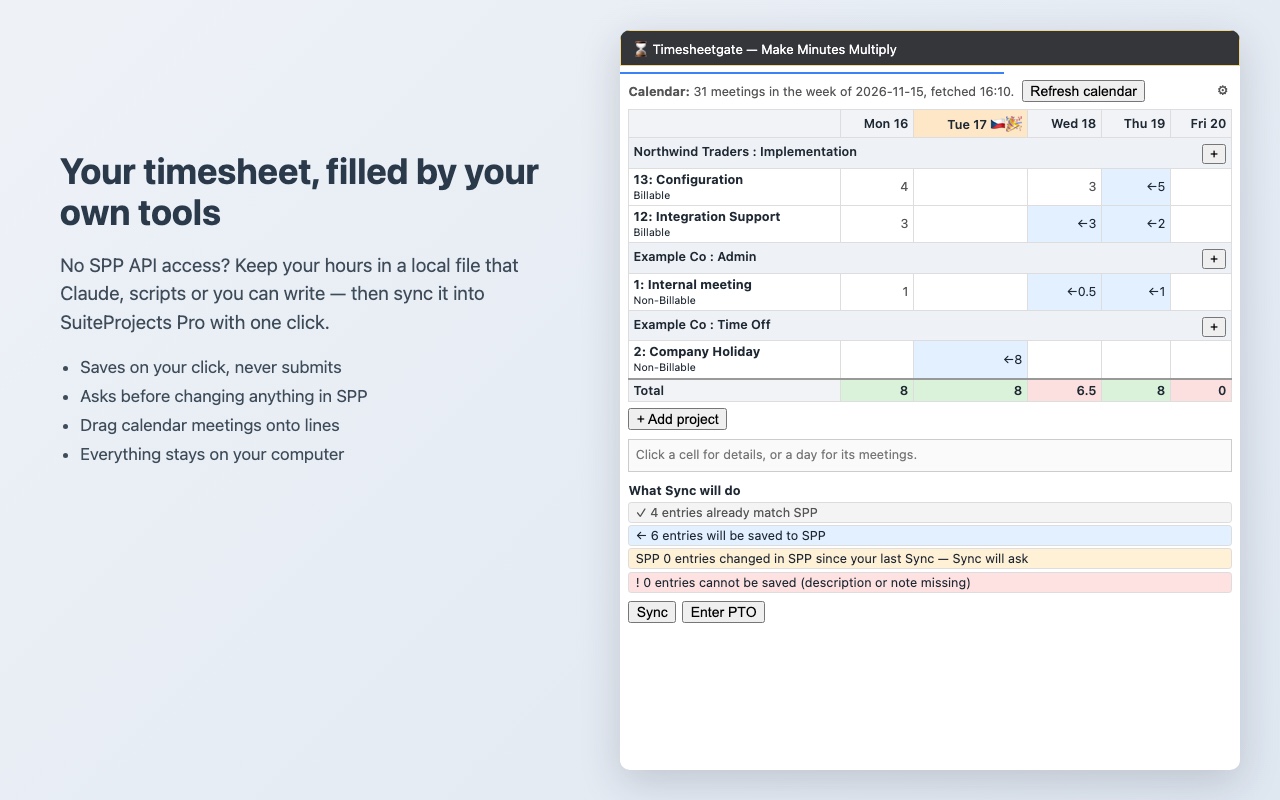 Your timesheet, filled by your
own tools
No SPP API access? Keep your hours in a local file that
Claude, scripts or you can write — then sync it into
SuiteProjects Pro with one click.
• Saves on your click, never submits
• Asks before changing anything in SPP
• Drag calendar meetings onto lines
• Everything stays on your computer
⏳ Timesheetgate — Make Minutes Multiply
Calendar: 31 meetings in the week of 2026-11-15, fetched 16:10. Refresh calendar ⚙
Mon 16 Tue 17 🇨🇿🎉 Wed 18 Thu 19 Fri 20
Northwind Traders : Implementation +
13: Configuration 4 3 ←5
Billable
12: Integration Support 3 ←3 ←2
Billable
Example Co : Admin +
1: Internal meeting 1 ←0.5 ←1
Non-Billable
Example Co : Time Off +
2: Company Holiday ←8
Non-Billable
Total 8 8 6.5 8 0
+ Add project
Click a cell for details, or a day for its meetings.
What Sync will do
✓ 4 entries already match SPP
← 6 entries will be saved to SPP
SPP 0 entries changed in SPP since your last Sync — Sync will ask
! 0 entries cannot be saved (description or note missing)
Sync Enter PTO